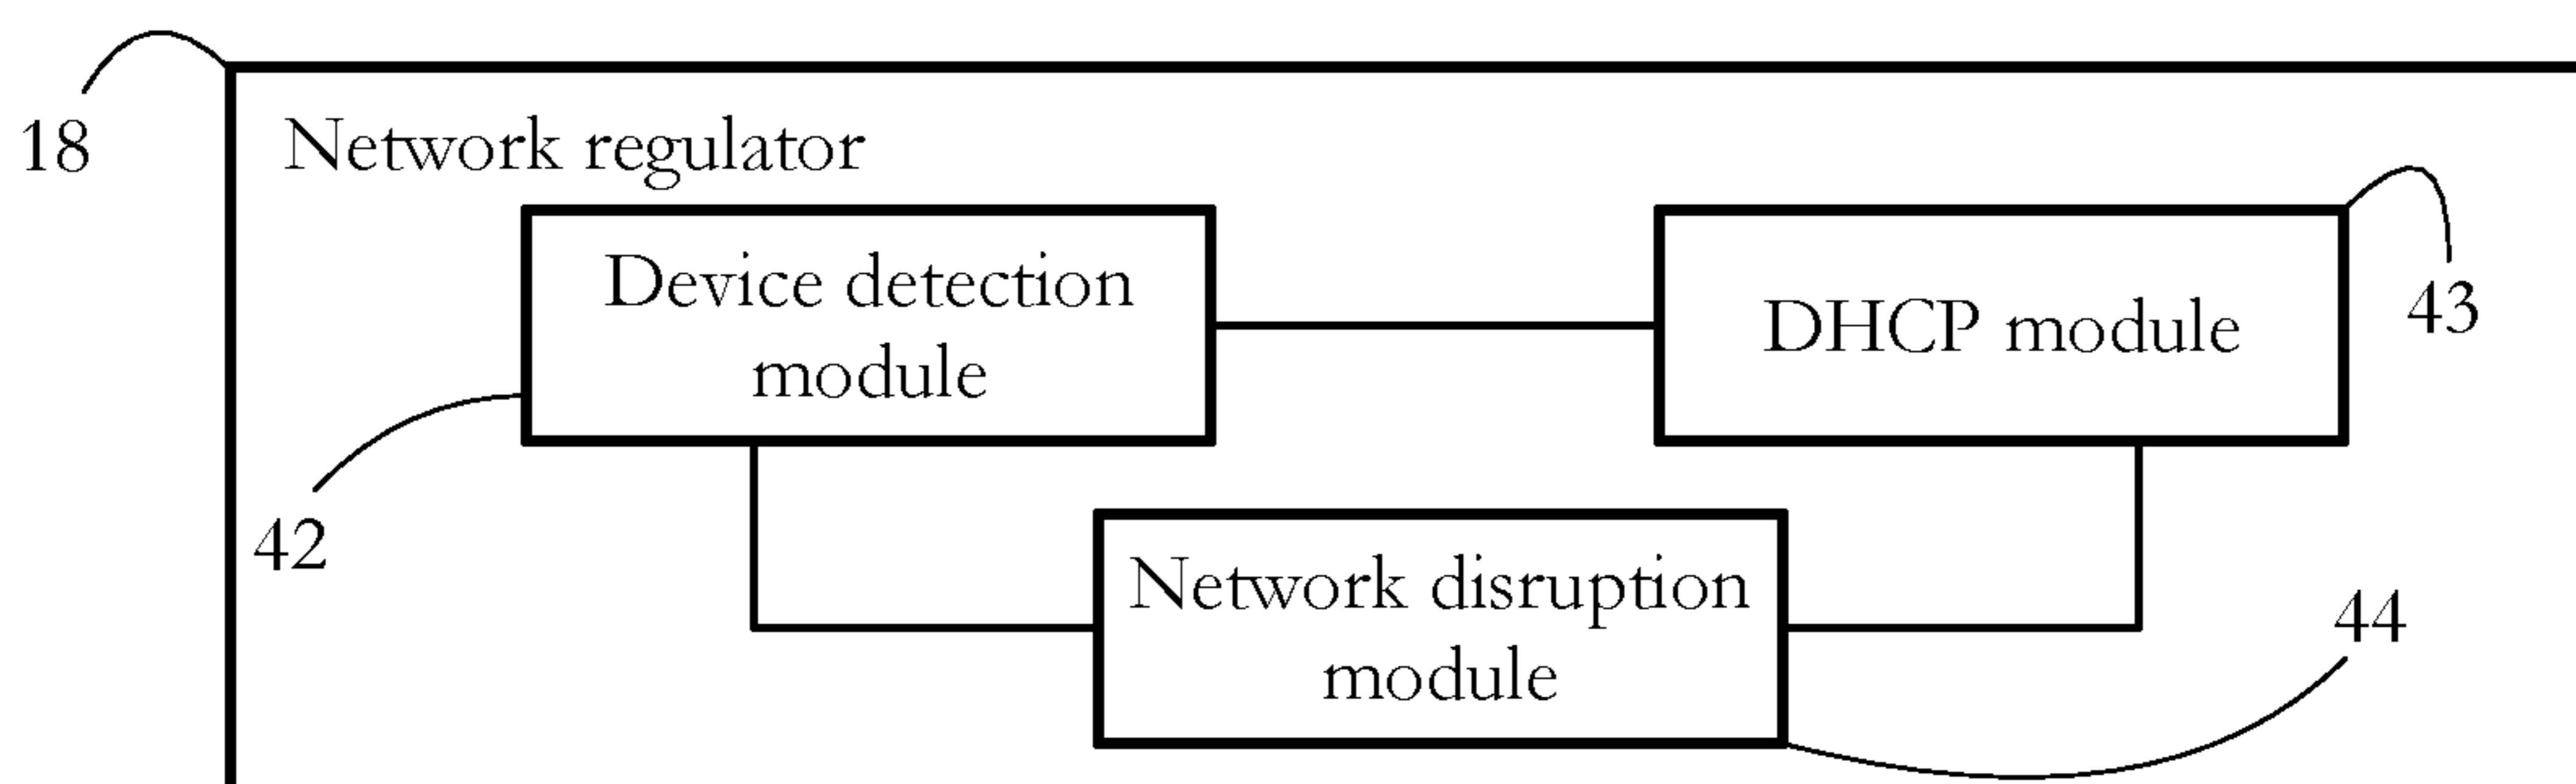 18
Network regulator
Device detection
module
DHCP module
43
42
Network disruption
module
44